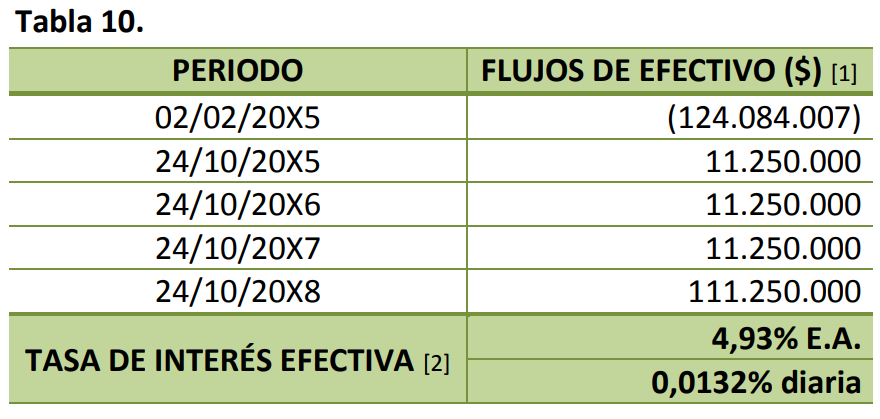 Tabla 10.
PERIODO FLUJOS DE EFECTIVO ($) [1]
02/02/20X5 (124.084.007)
24/10/20X5 11.250.000
24/10/20X6 11.250.000
24/10/20X7 11.250.000
24/10/20X8 111.250.000
TASA DE INTERÉS EFECTIVA [2] 4,93% E.A.
0,0132% diaria